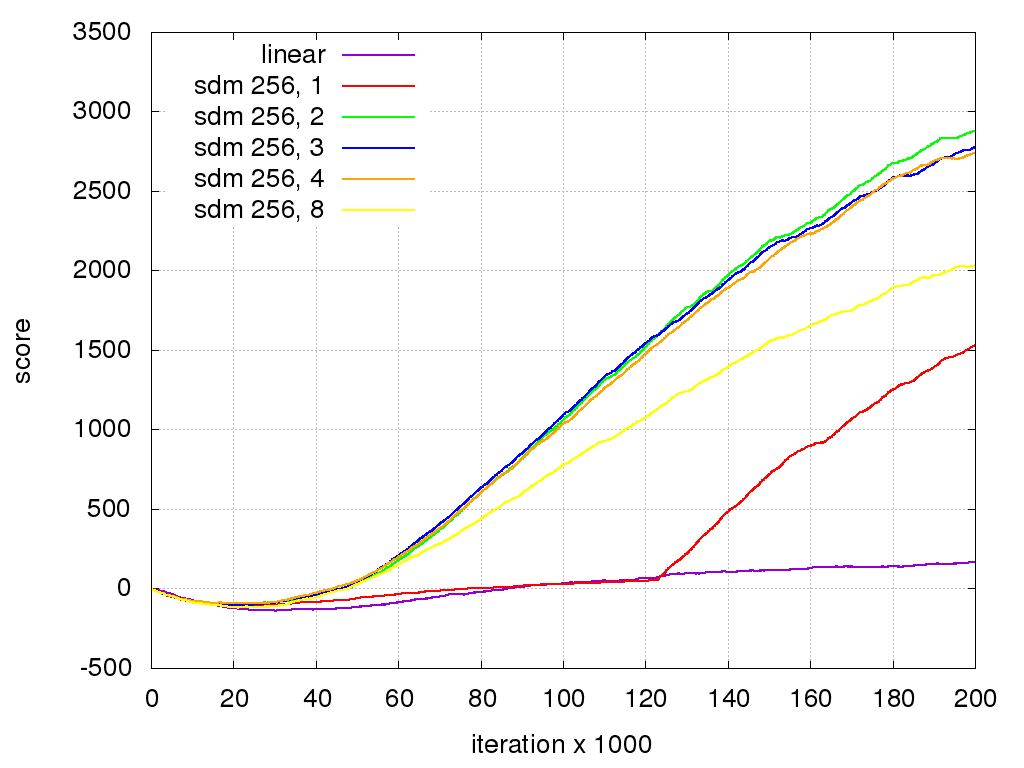 3500
3000
2500
2000
1500
1000
500
0
-500
score
linear
sdm 256, 1
sdm 256, 2
sdm 256, 3
sdm 256, 4
sdm 256, 8
0 20 40 60 80 100 120 140 160 180 200
iteration x 1000